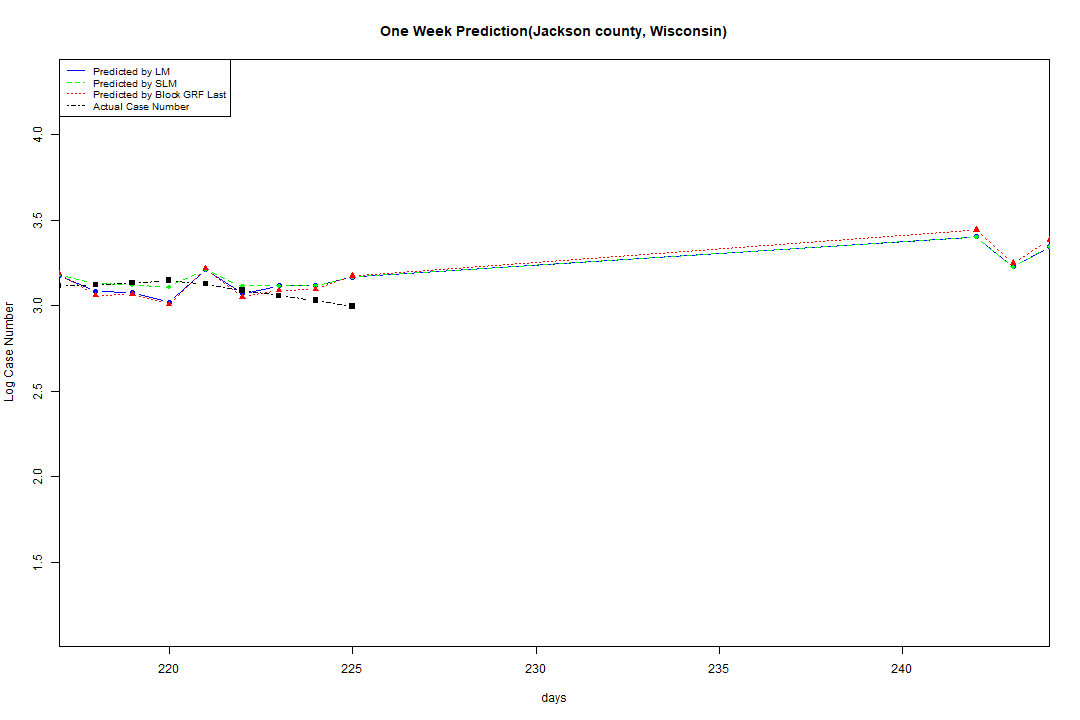 One Week Prediction(Jackson county, Wisconsin)
Predicted by LM
Predicted by SLM
Predicted by Block GRF Last
Actual Case Number
4.0
3.5
3.0
2.5
2.0
1.5
Log Case Number
220 225 230 235 240
days